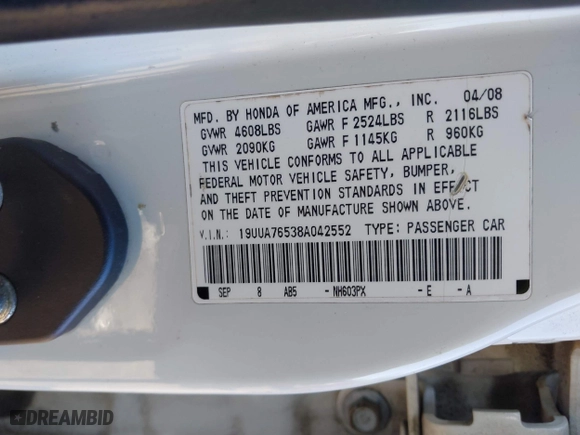 MFD. BY HONDA OF AMERICA MFG., INC. 04/08
GVWR 4608LBS GAWR F 2524LBS R 2116LBS
GVWR 2090KG GAWR F 1145KG R 960KG
THIS VEHICLE CONFORMS TO ALL APPLICABLE
FEDERAL MOTOR VEHICLE SAFETY, BUMPER,
AND THEFT PREVENTION STANDARDS IN EFFECT
ON THE DATE OF MANUFACTURE SHOWN ABOVE.
V.I.N.: 19UUA76538A042552 TYPE: PASSENGER CAR
SEP 8 AB5 -NH603PX -E -A
DREAMBID